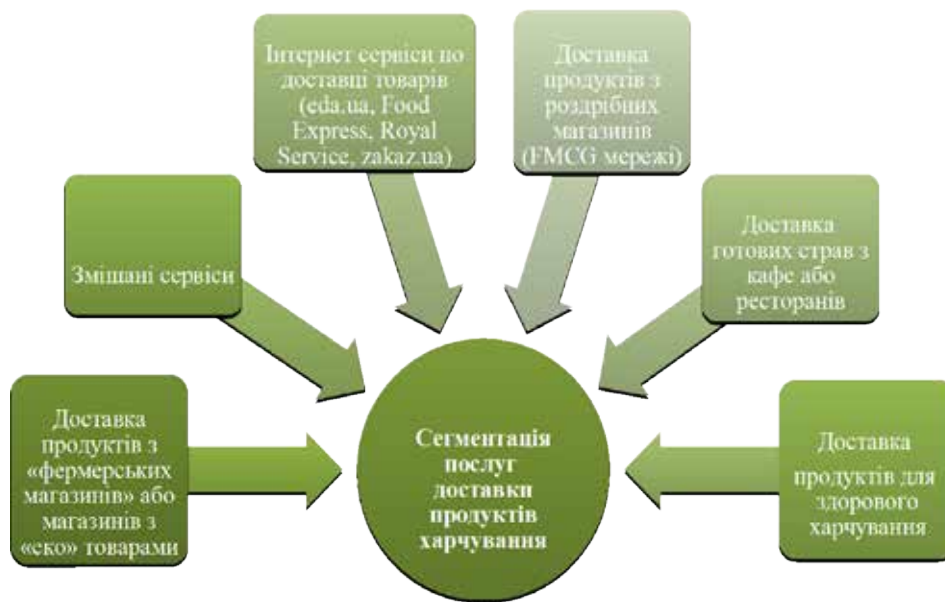 Інтернет сервіси по
доставці товарів
(eda.ua, Food
Express, Royal
Service, zakaz.ua)
Доставка
продуктів з
роздрібних
магазинів
(FMCG мережі)
Змішані сервіси
Доставка
готових страв з
кафе або
ресторанів
Доставка
продуктів з
«фермерських
магазинів» або
магазинів з
«еко» товарами
Сегментація
послуг
доставки
продуктів
харчування
Доставка
продуктів для
здорового
харчування